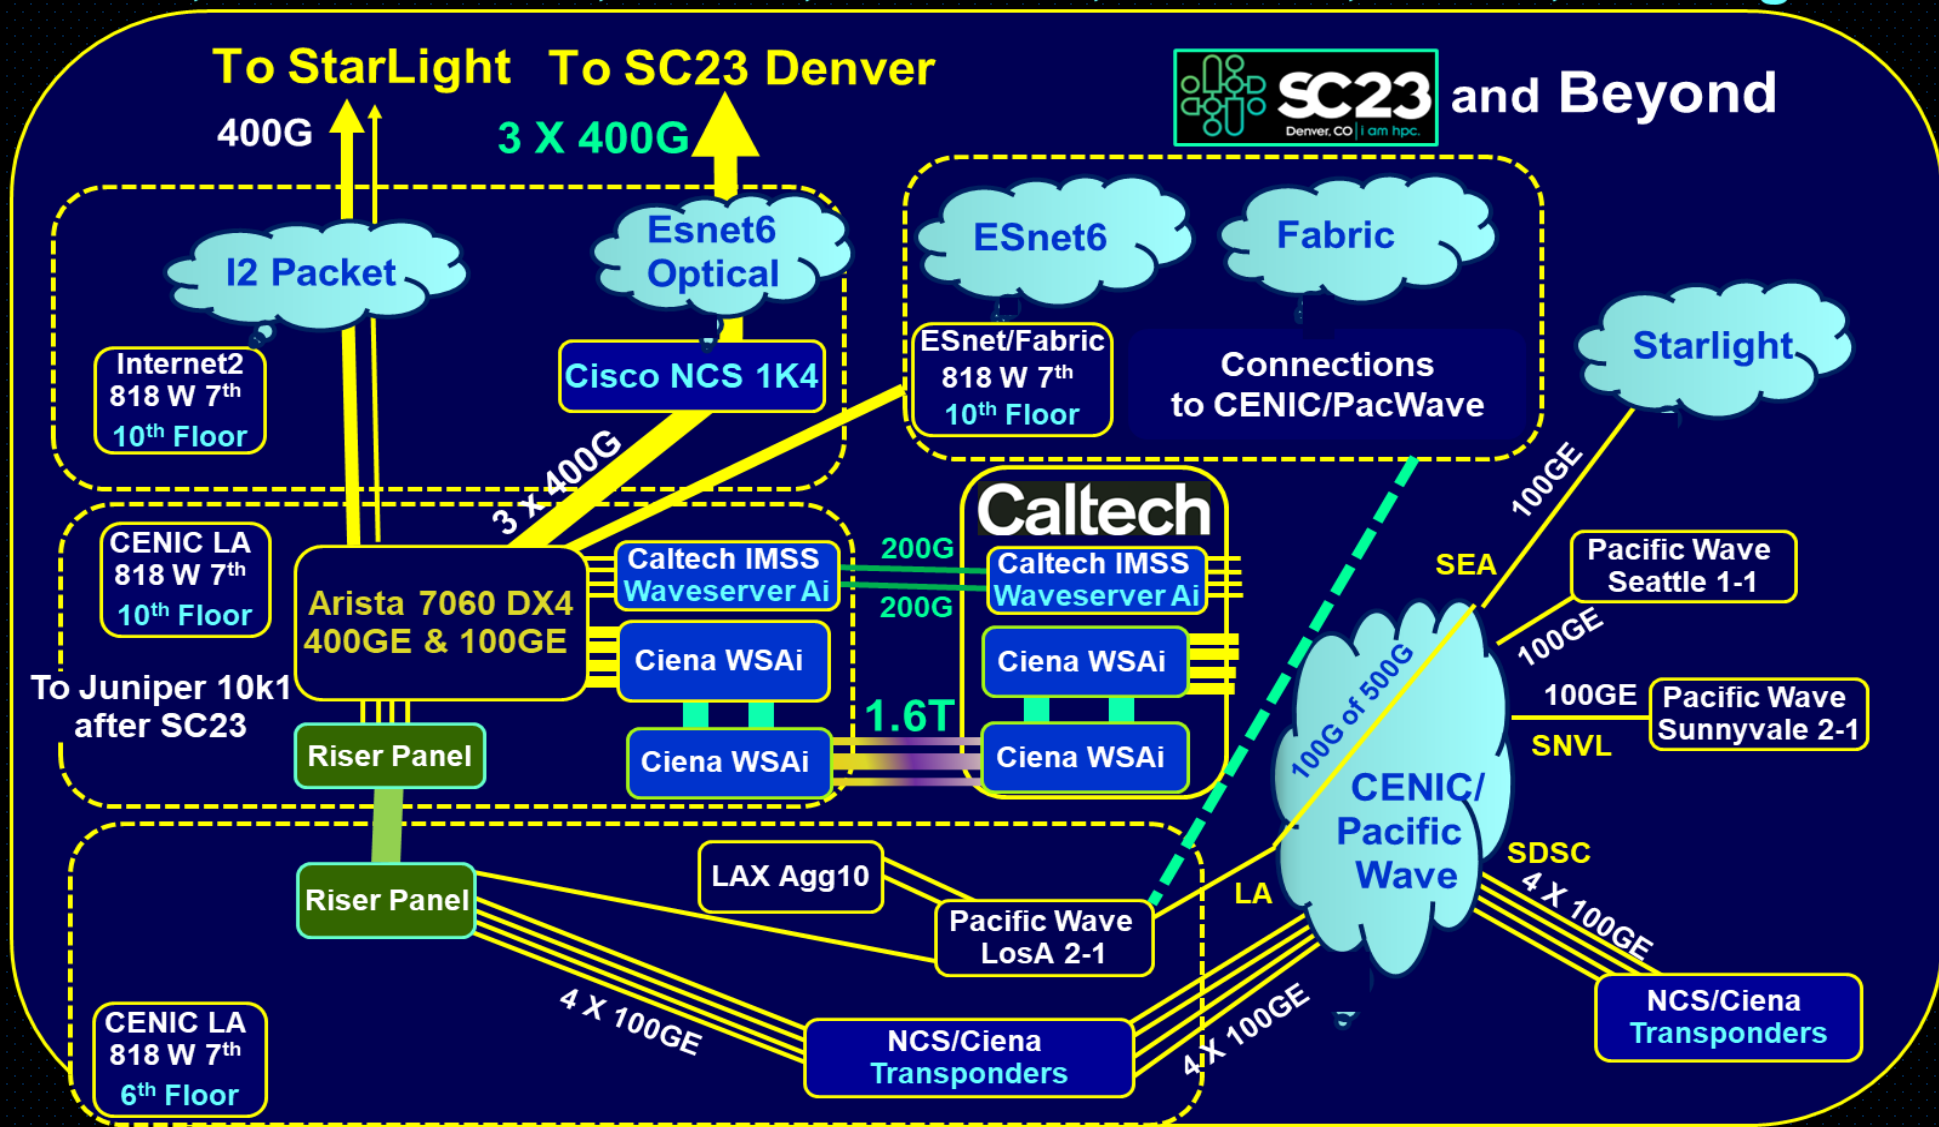 To StarLight
To SC23 Denver
400G
3 X 400G
SC23
Denver, CO | i am hpc.
and Beyond
I2 Packet
Esnet6
Optical
ESnet6
Fabric
Starlight
Internet2
818 W 7th
10th Floor
Cisco NCS 1K4
ESnet/Fabric
818 W 7th
10th Floor
Connections
to CENIC/PacWave
3 x 400G
100GE
CENIC LA
818 W 7th
10th Floor
Arista 7060 DX4
400GE & 100GE
Caltech IMSS
Waveserver Ai
200G
200G
Caltech
Caltech IMSS
Waveserver Ai
SEA
Pacific Wave
Seattle 1-1
100GE
Ciena WSAi
Ciena WSAi
To Juniper 10k1
after SC23
100G of 500G
100GE
Pacific Wave
Sunnyvale 2-1
SNVL
Riser Panel
1.6T
Ciena WSAi
Ciena WSAi
CENIC/
Pacific
Wave
SDSC
4 X 100GE
Riser Panel
LAX Agg10
Pacific Wave
LosA 2-1
LA
4 X 100GE
4 X 100GE
CENIC LA
818 W 7th
6th Floor
NCS/Ciena
Transponders
NCS/Ciena
Transponders